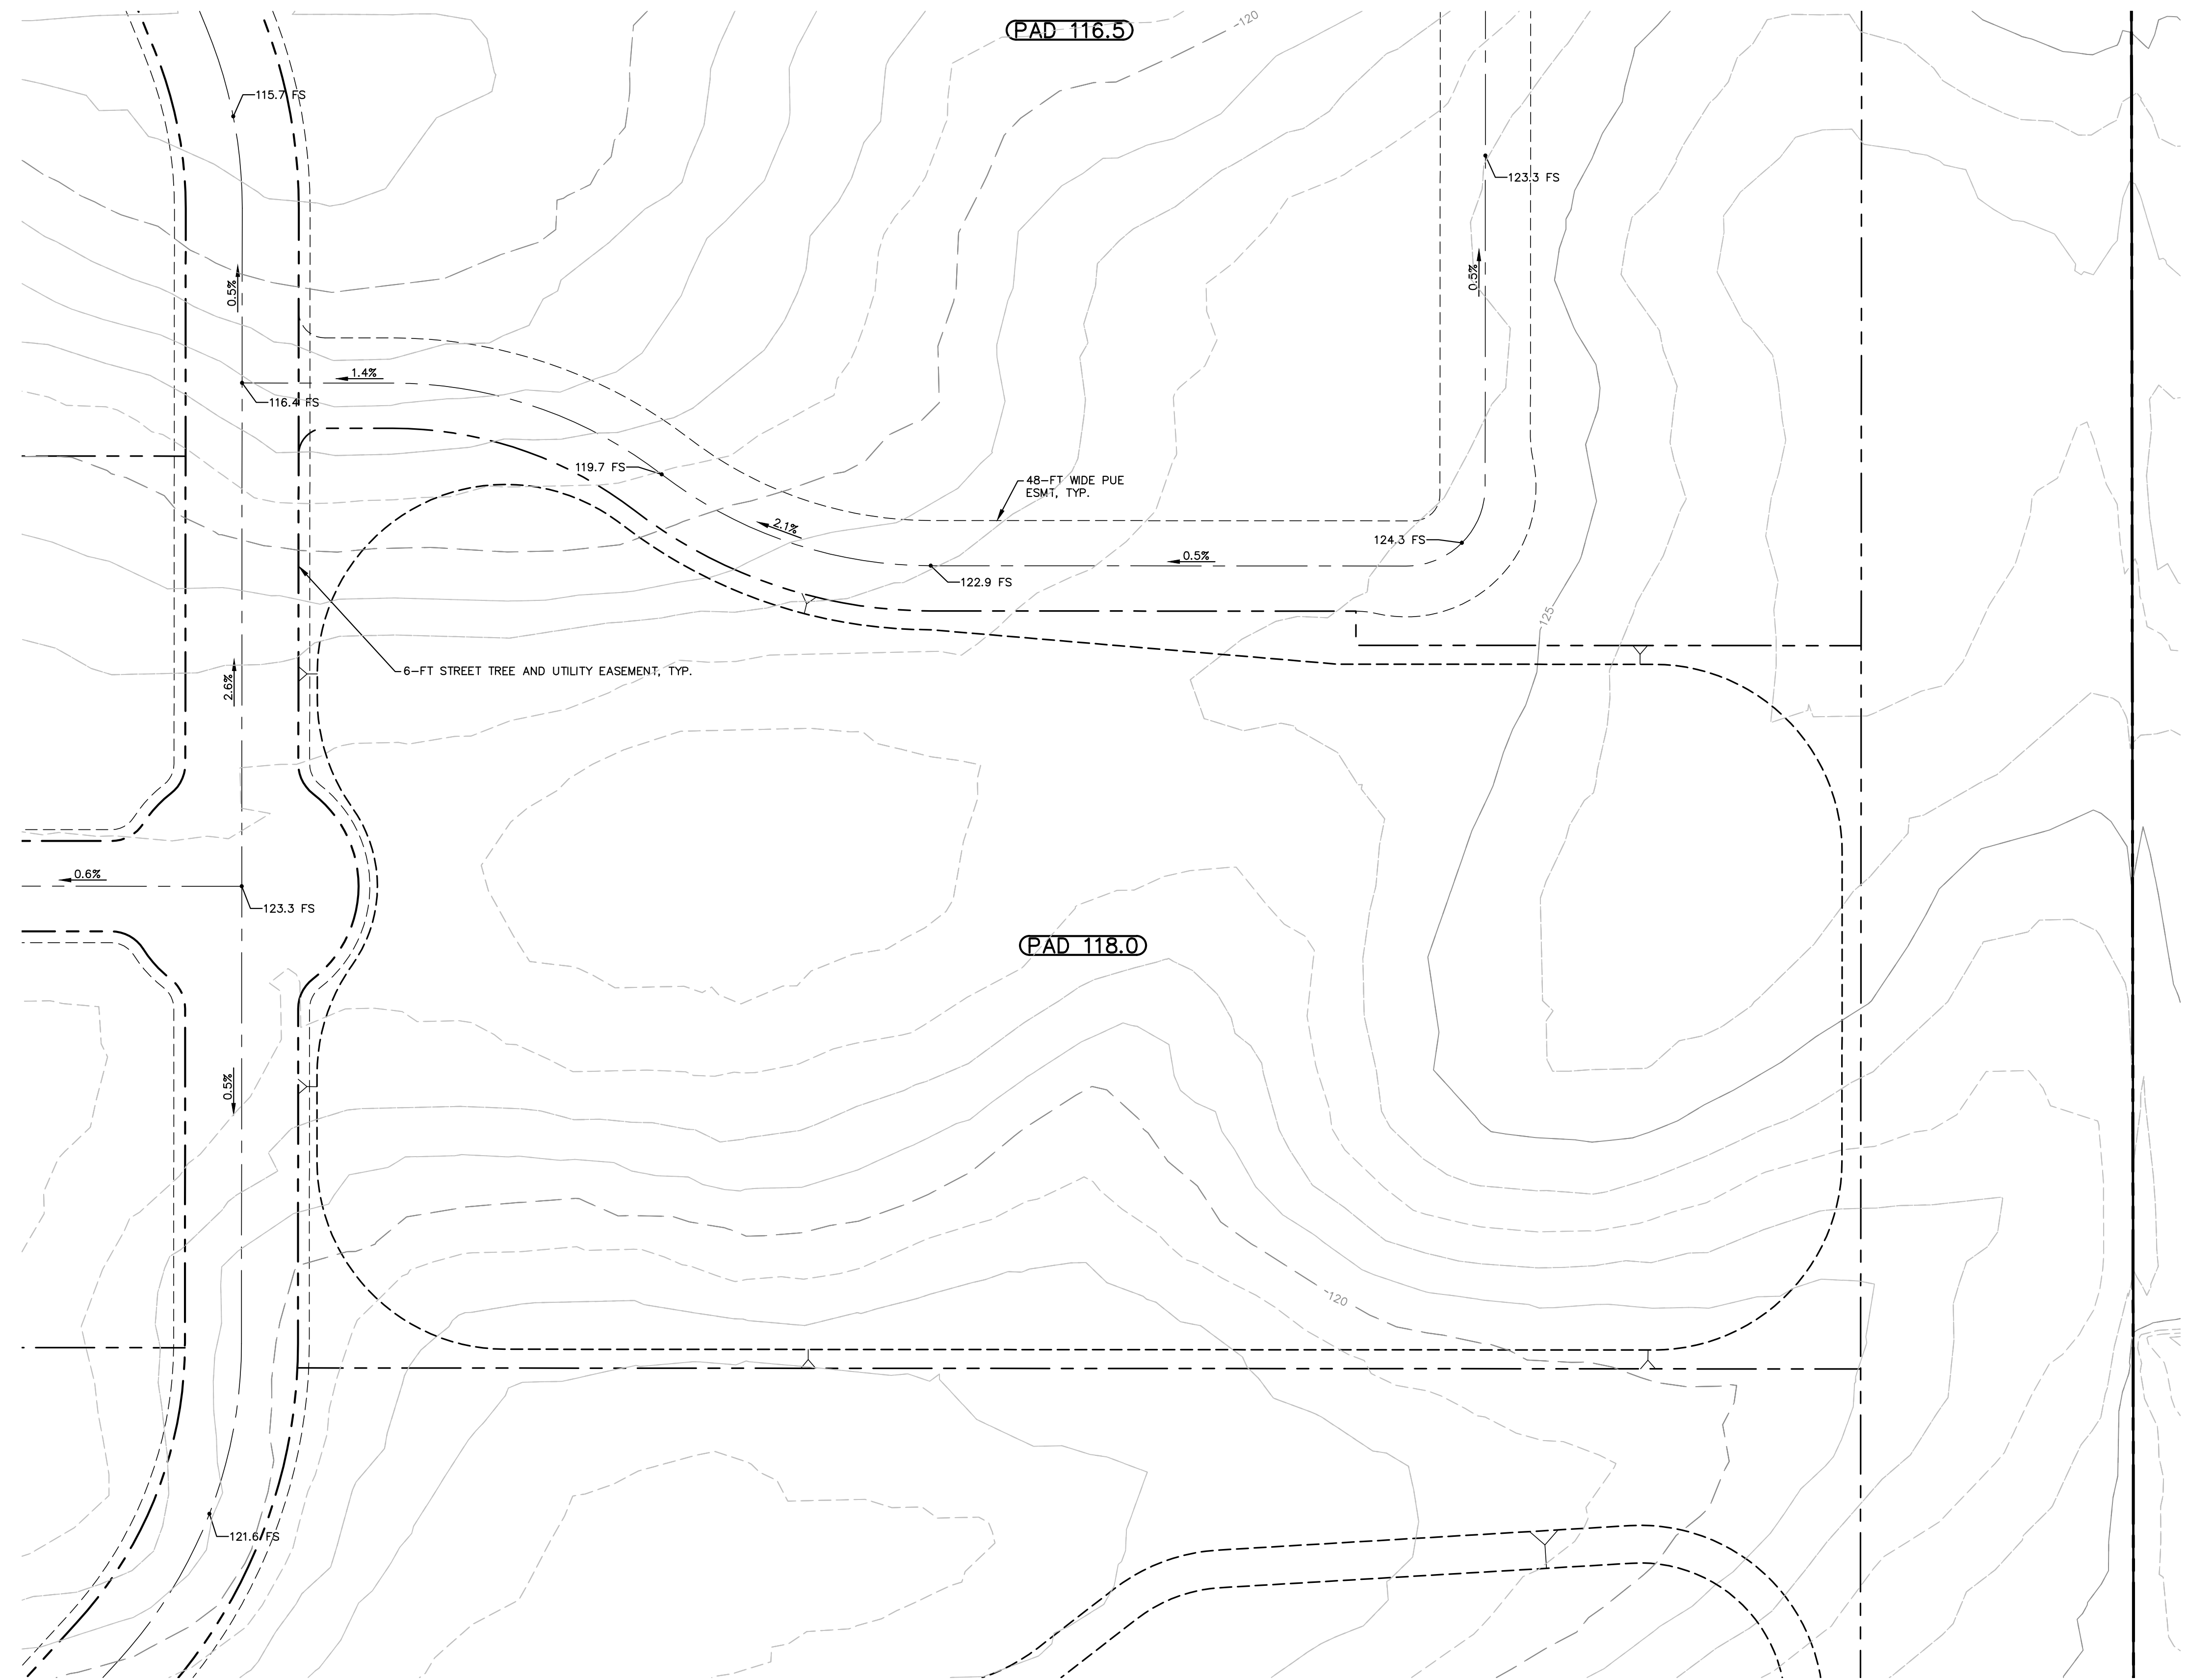 PAD 116.5
120
115.7 FS
123.3 FS
0.5%
0.5%
1.4%
116.4 FS
119.7 FS
48-FT WIDE PUE
ESMT, TYP.
2.1%
124.3 FS
0.5%
122.9 FS
125
6-FT STREET TREE AND UTILITY EASEMENT, TYP.
2.6%
0.6%
123.3 FS
PAD 118.0
0.5%
120
121.6 FS